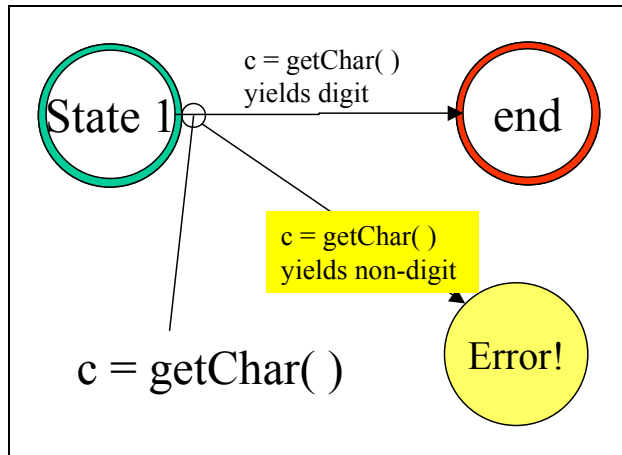 c = getChar( )
yields digit
State 1
end
c = getChar( )
yields non-digit
Error!
c = getChar( )